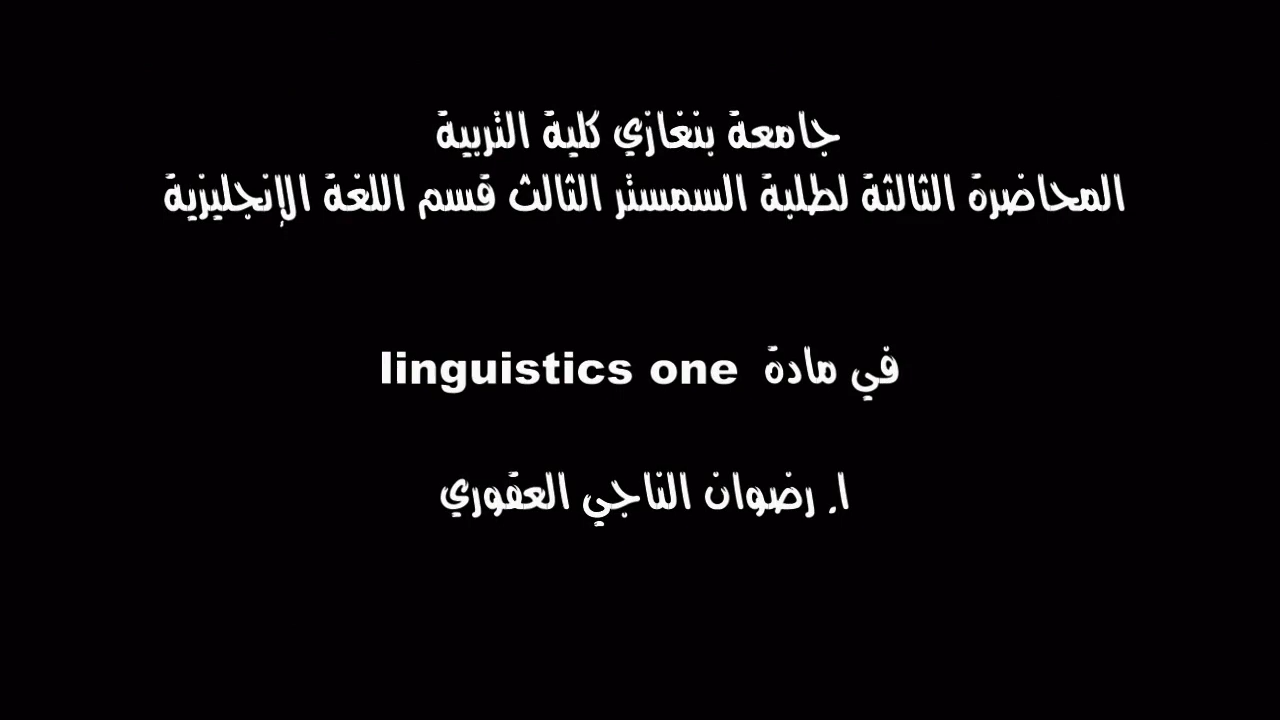 جامعة بنغازي كلية التربية
المحاضرة الثالثة لطلبة السمستر الثالث قسم اللغة الإنجليزية
في مادة linguistics one
ا. رضوان الناجي العقوري